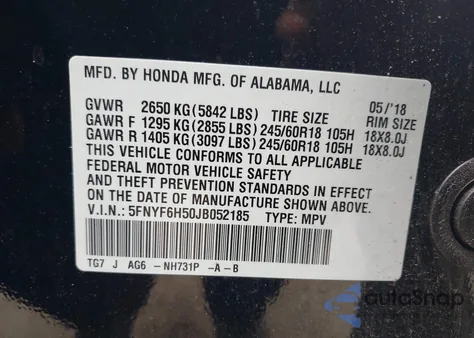 MFD. BY HONDA MFG. OF ALABAMA, LLC
GVWR 2650 KG(5842 LBS) TIRE SIZE 05/'18 RIM SIZE
GAWR F 1295 KG(2855 LBS) 245/60R18 105H 18X8.0J
GAWR R 1405 KG(3097 LBS) 245/60R18 105H 18X8.0J
THIS VEHICLE CONFORMS TO ALL APPLICABLE
FEDERAL MOTOR VEHICLE SAFETY
AND THEFT PREVENTION STANDARDS IN EFFECT
ON THE DATE OF MANUFACTURE SHOWN ABOVE.
V.I.N.: 5FNYF6H50JB052185 TYPE: MPV
TG7 J AG6 -NH731P -A-B
autoSnap